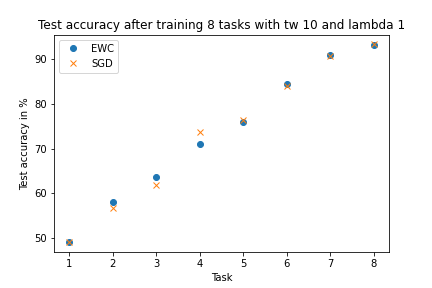 Test accuracy after training 8 tasks with tw 10 and lambda 1
EWC
SGD
Test accuracy in %
90
80
70
60
50
1 2 3 4 5 6 7 8
Task